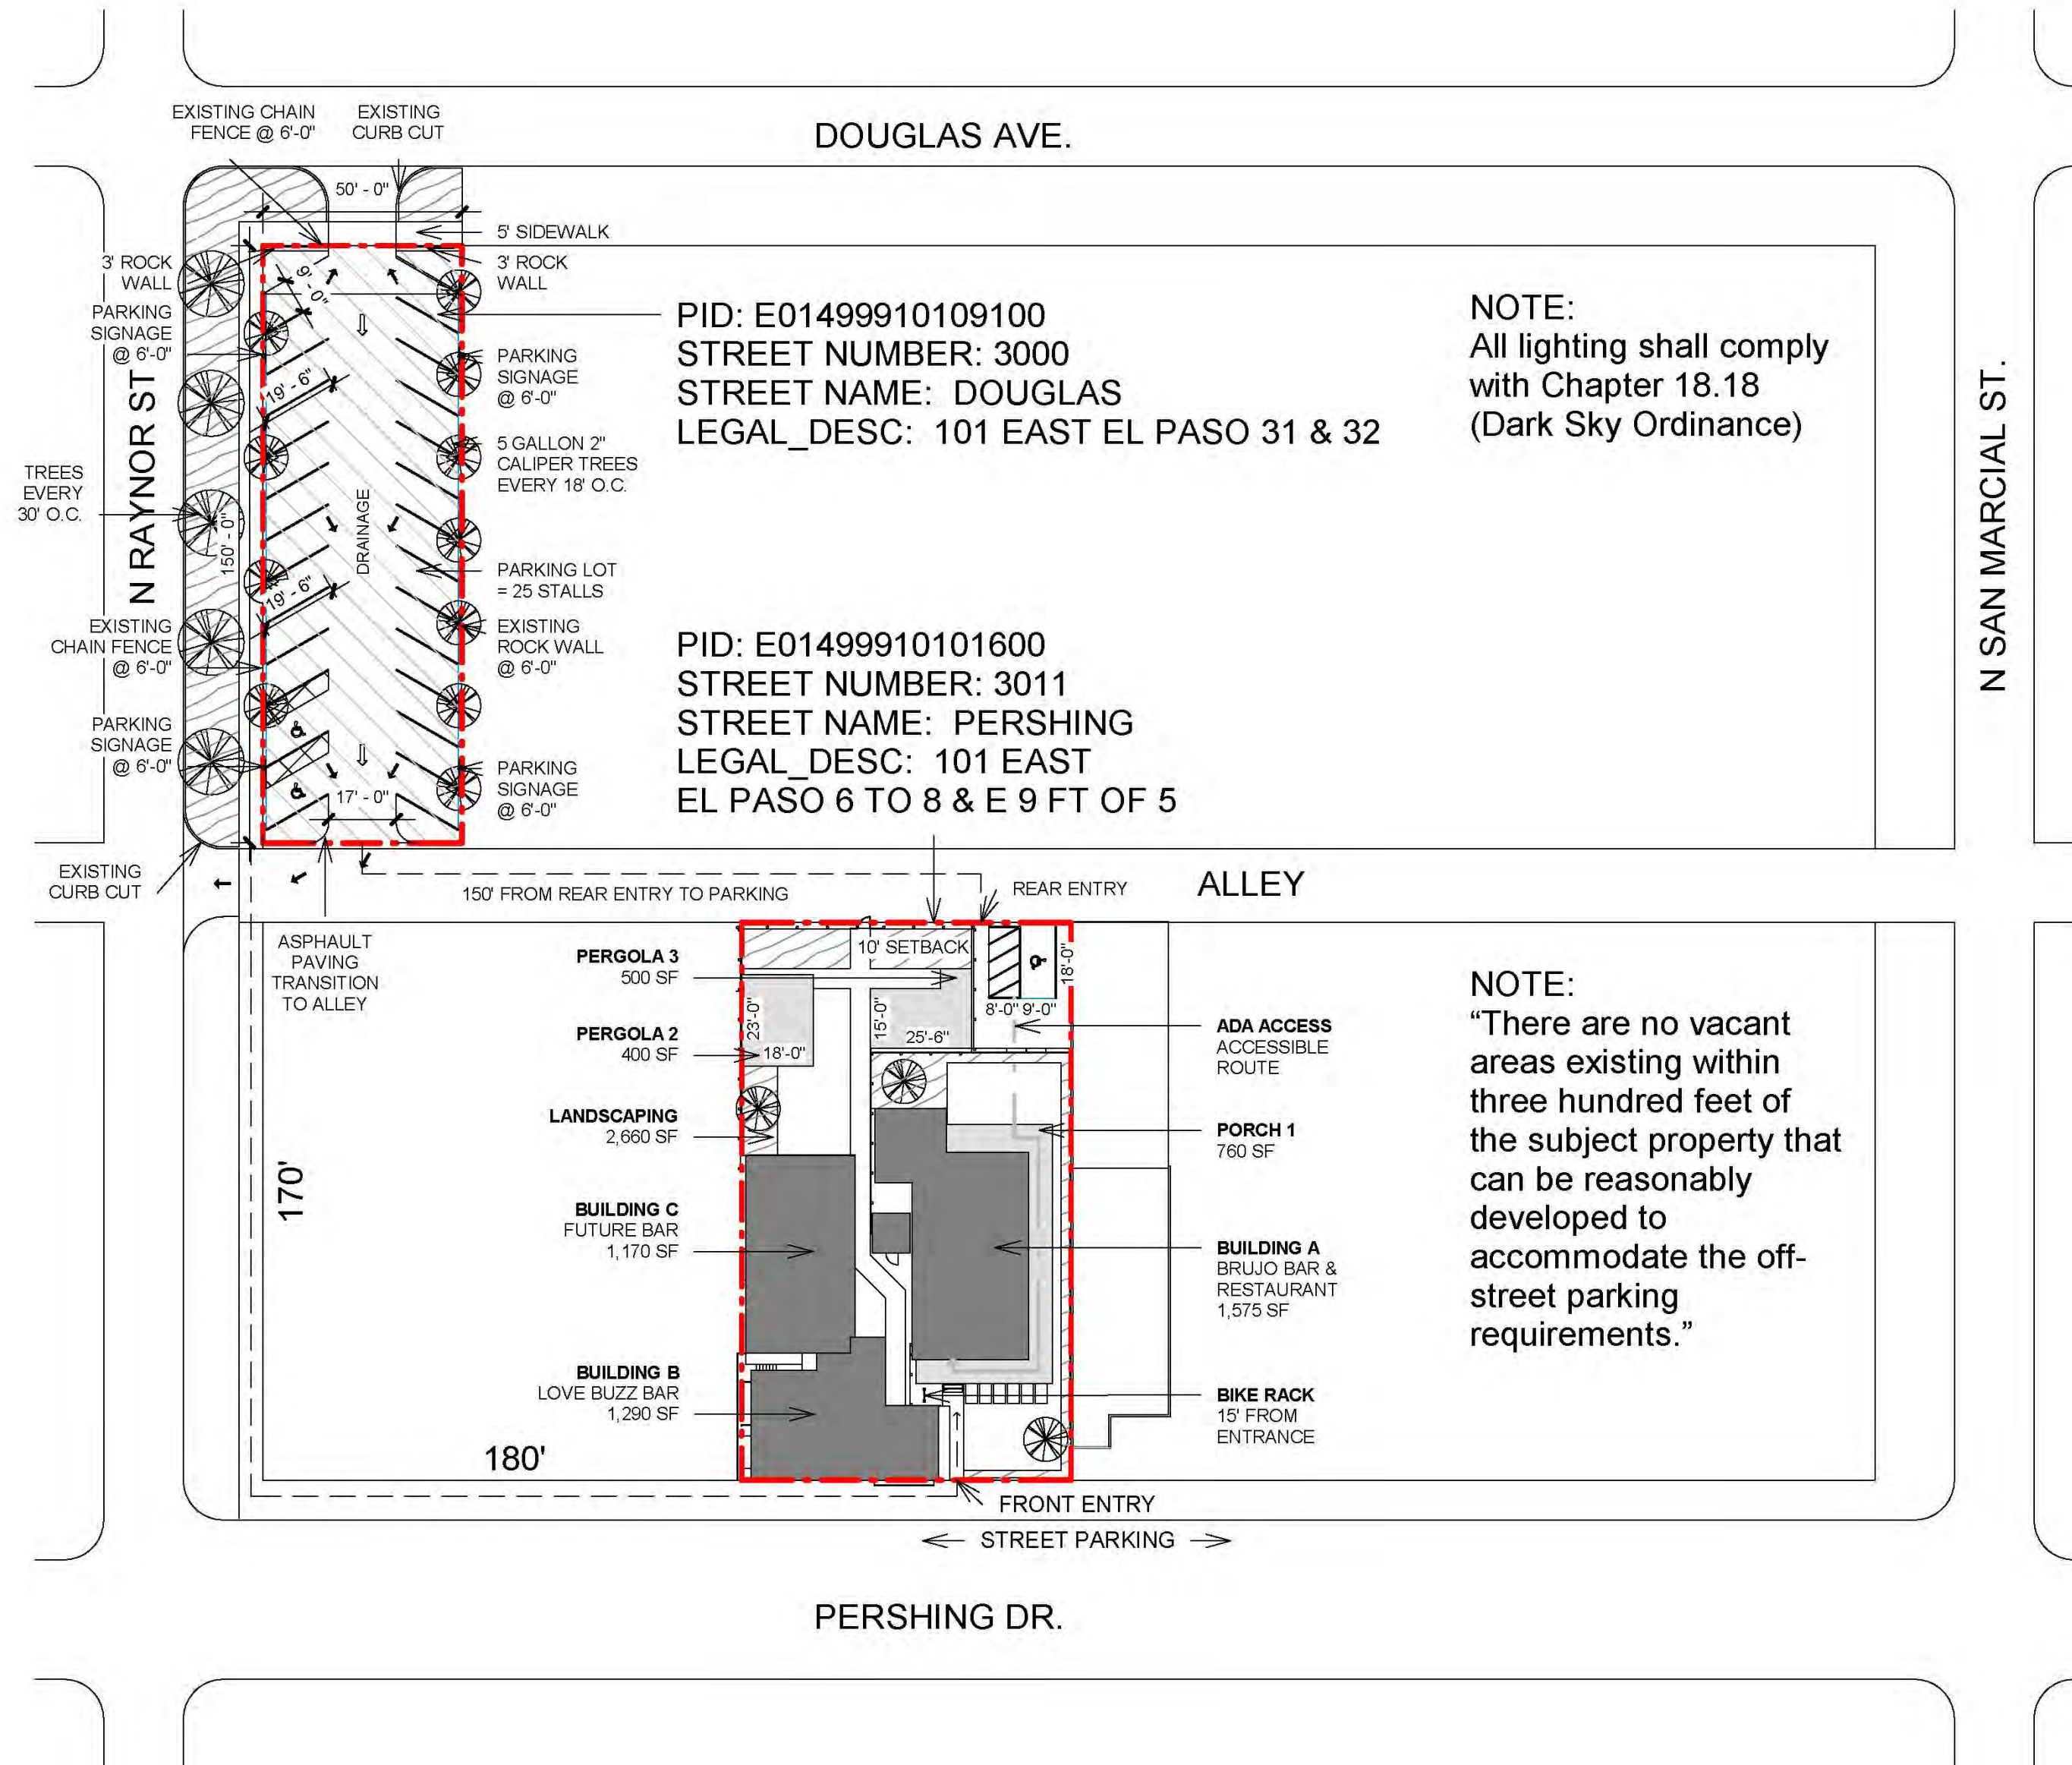 EXISTING CHAIN
FENCE @ 6'-0"
EXISTING
CURB CUT
DOUGLAS AVE.
50' - 0"
5' SIDEWALK
3' ROCK
WALL
3' ROCK
WALL
9' - 0"
PARKING
SIGNAGE
@ 6'-0"
PARKING
SIGNAGE
@ 6'-0"
19' - 6"
N RAYNOR ST.
5 GALLON 2"
CALIPER TREES
EVERY 18' O.C.
TREES
EVERY
30' O.C.
150' - 0"
DRAINAGE
PARKING LOT
= 25 STALLS
19' - 6"
EXISTING
CHAIN FENCE
@ 6'-0"
EXISTING
ROCK WALL
@ 6'-0"
PARKING
SIGNAGE
@ 6'-0"
PARKING
SIGNAGE
@ 6'-0"
17' - 0"
EXISTING
CURB CUT
PID: E01499910109100
STREET NUMBER: 3000
STREET NAME: DOUGLAS
LEGAL_DESC: 101 EAST EL PASO 31 & 32
NOTE:
All lighting shall comply
with Chapter 18.18
(Dark Sky Ordinance)
N SAN MARCIAL ST.
PID: E01499910101600
STREET NUMBER: 3011
STREET NAME: PERSHING
LEGAL_DESC: 101 EAST
EL PASO 6 TO 8 & E 9 FT OF 5
150' FROM REAR ENTRY TO PARKING
REAR ENTRY
ALLEY
ASPHAULT
PAVING
TRANSITION
TO ALLEY
PERGOLA 3
500 SF
10' SETBACK
18'-0"
23'-0"
15'-0"
8'-0" 9'-0"
25'-6"
18'-0"
PERGOLA 2
400 SF
ADA ACCESS
ACCESSIBLE
ROUTE
LANDSCAPING
2,660 SF
PORCH 1
760 SF
170'
BUILDING C
FUTURE BAR
1,170 SF
BUILDING A
BRUJO BAR &
RESTAURANT
1,575 SF
BUILDING B
LOVE BUZZ BAR
1,290 SF
BIKE RACK
15' FROM
ENTRANCE
180'
NOTE:
“There are no vacant
areas existing within
three hundred feet of
the subject property that
can be reasonably
developed to
accommodate the off-
street parking
requirements.”
FRONT ENTRY
STREET PARKING
PERSHING DR.